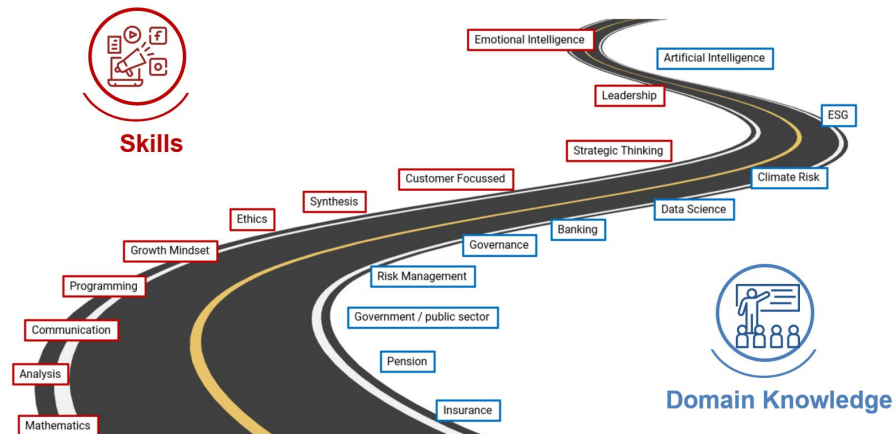 Emotional Intelligence
Artificial Intelligence
Leadership
ESG
Skills
Strategic Thinking
Customer Focussed
Climate Risk
Synthesis
Data Science
Ethics
Banking
Governance
Growth Mindset
Risk Management
Programming
Government / public sector
Communication
Pension
Analysis
Domain Knowledge
Insurance
Mathematics